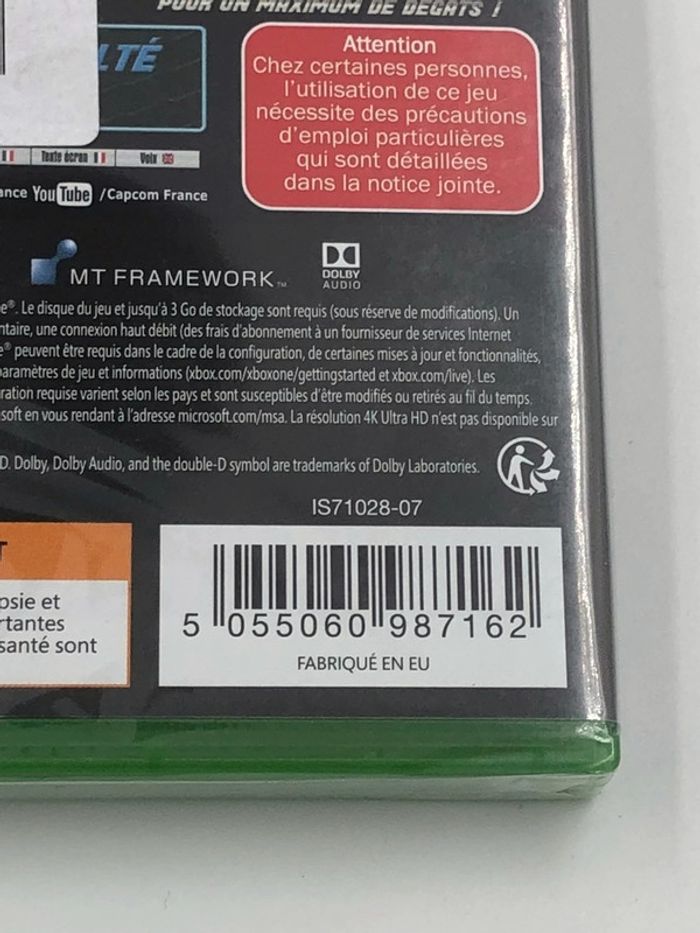 POUR UN MAXIMUM DE DÉGÂTS !
LTÉ
Attention
Chez certaines personnes,
l'utilisation de ce jeu
nécessite des précautions
d'emploi particulières
qui sont détaillées
dans la notice jointe.
Texte écran
Voix
ance YouTube /Capcom France
MT FRAMEWORK TM
DOLBY
AUDIO
e®. Le disque du jeu et jusqu'à 3 Go de stockage sont requis (sous réserve de modifications). Un
ntaire, une connexion haut débit (des frais d'abonnement à un fournisseur de services Internet
e® peuvent être requis dans le cadre de la configuration, de certaines mises à jour et fonctionnalités,
aramètres de jeu et informations (xbox.com/xboxone/gettingstarted et xbox.com/live). Les
ration requise varient selon les pays et sont susceptibles d'être modifiés ou retirés au fil du temps.
soft en vous rendant à l'adresse microsoft.com/msa. La résolution 4K Ultra HD n'est pas disponible sur
D. Dolby, Dolby Audio, and the double-D symbol are trademarks of Dolby Laboratories.
IS71028-07
T
psie et
rtantes
santé sont
5 055060 987162
FABRIQUÉ EN EU